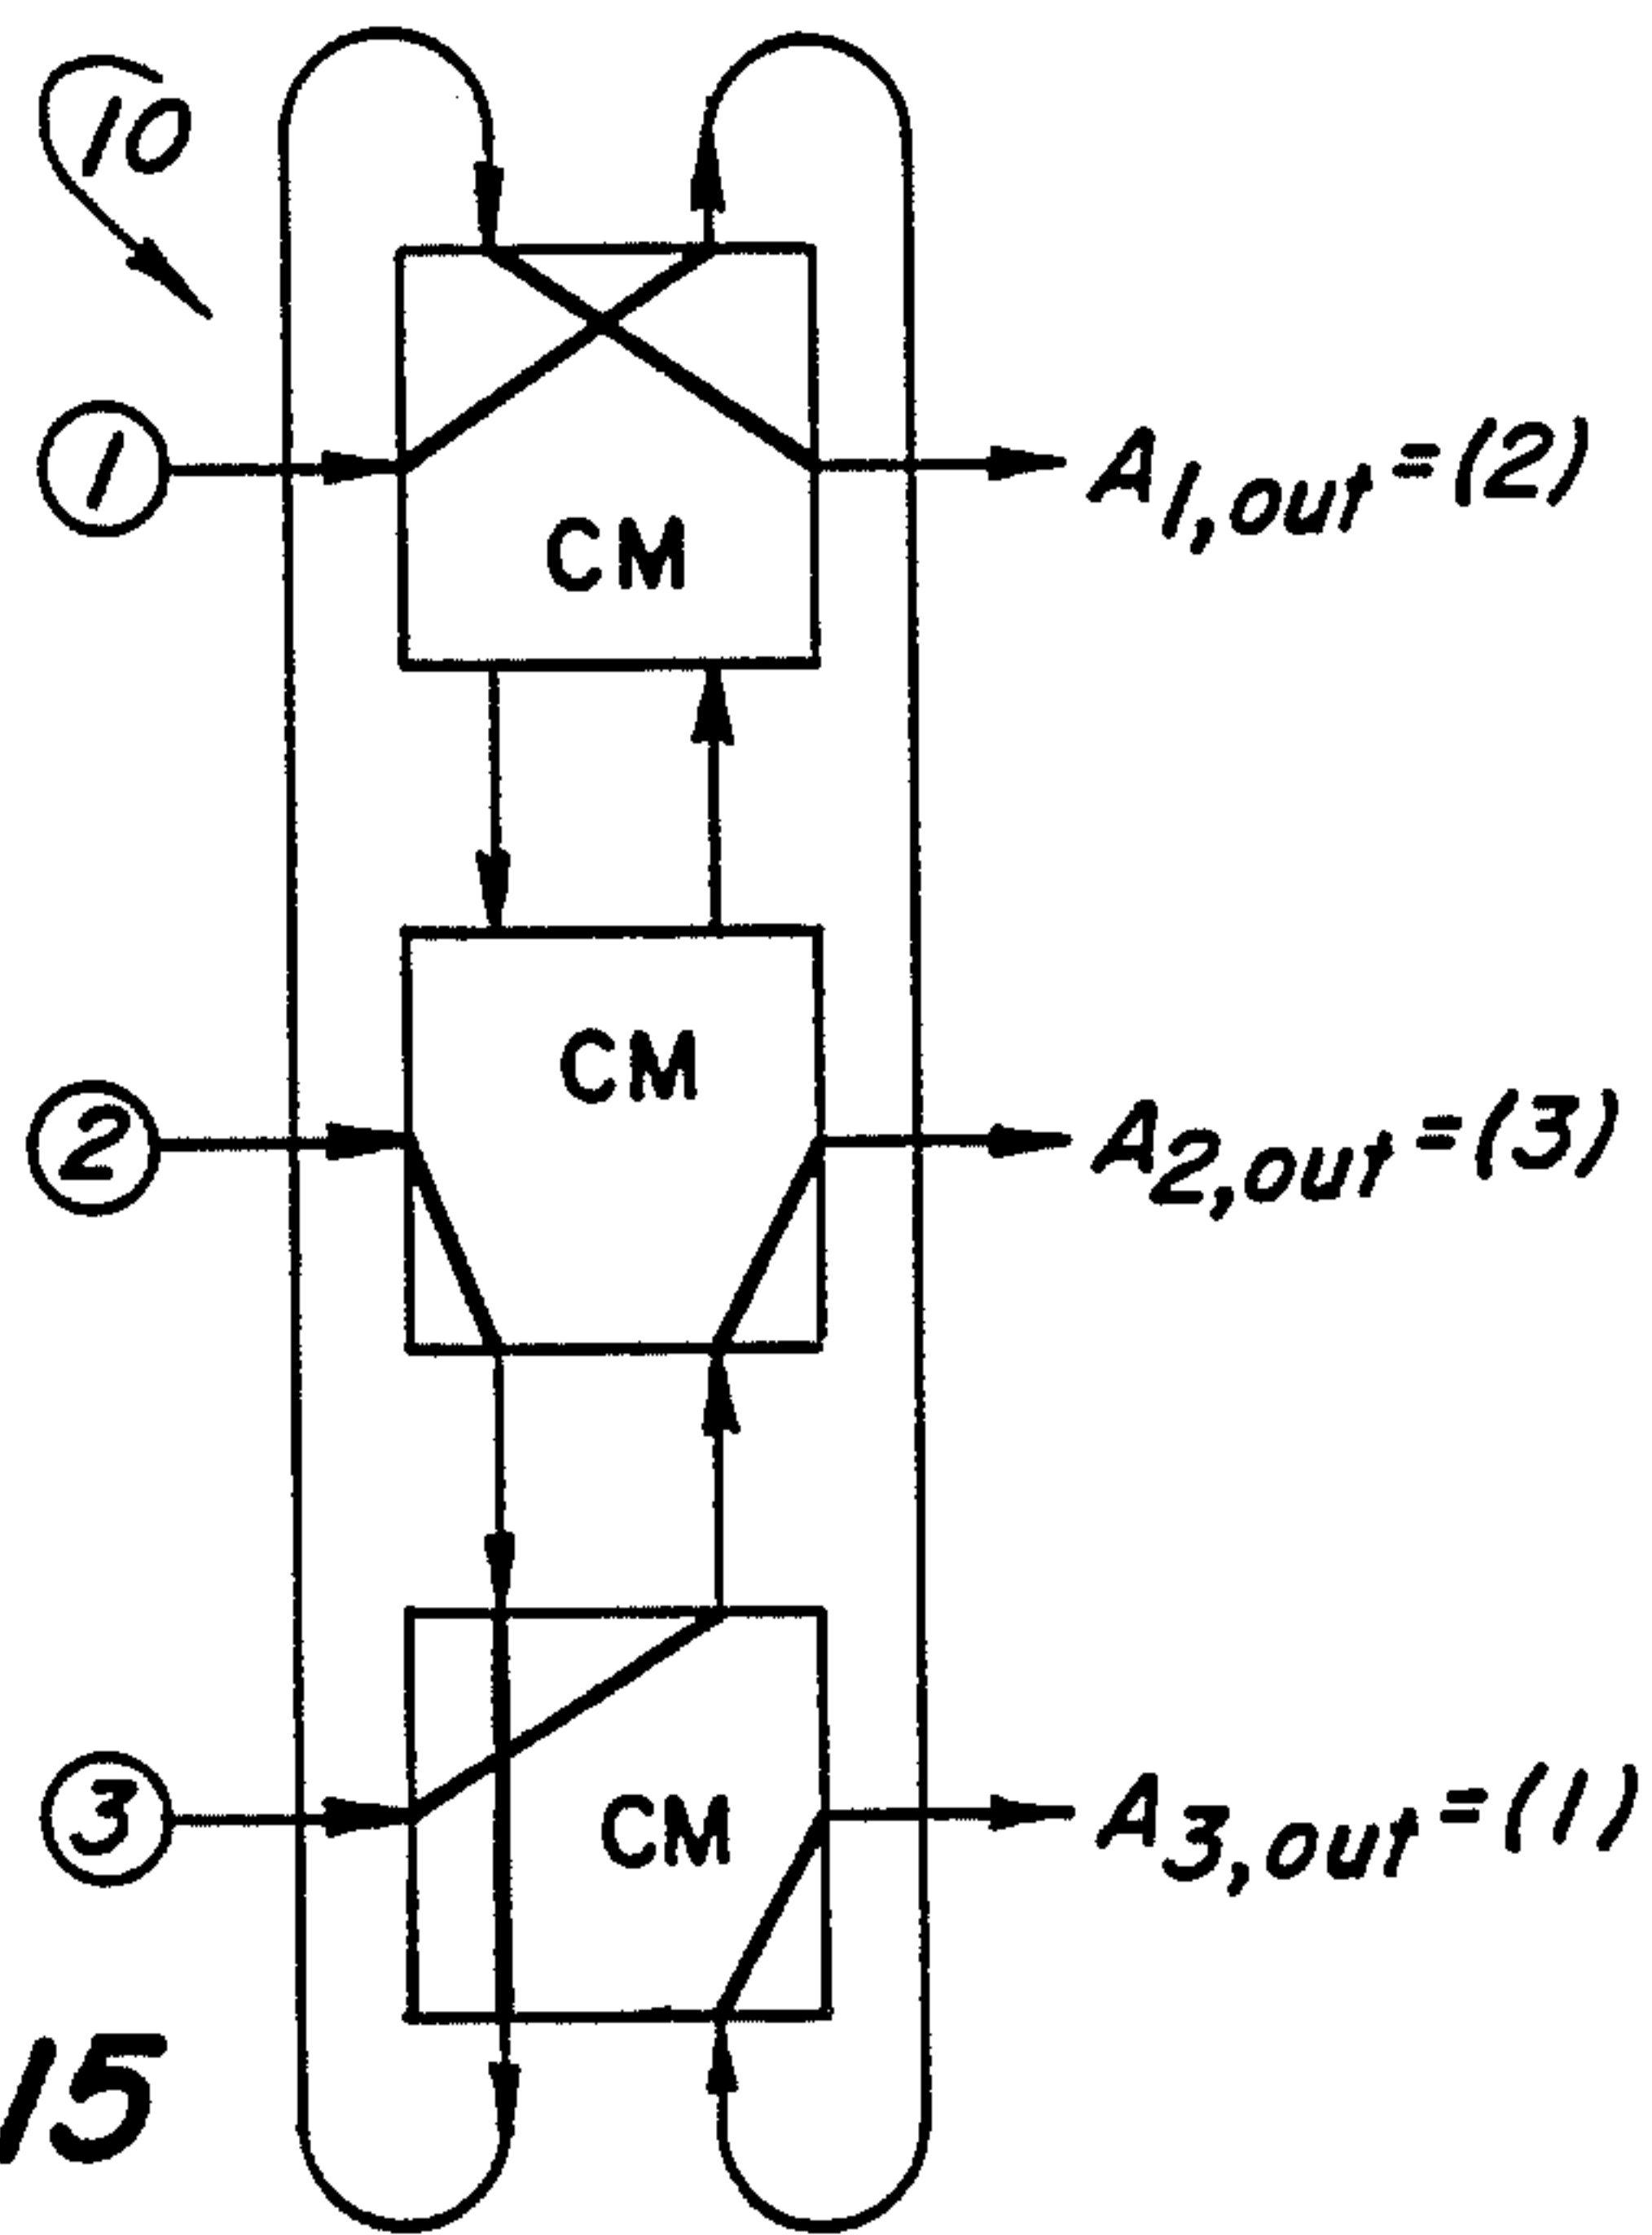 10
1
A1,out=(2)
CM
CM
2
A2,out=(3)
3
CM
A3,out=(1)
15